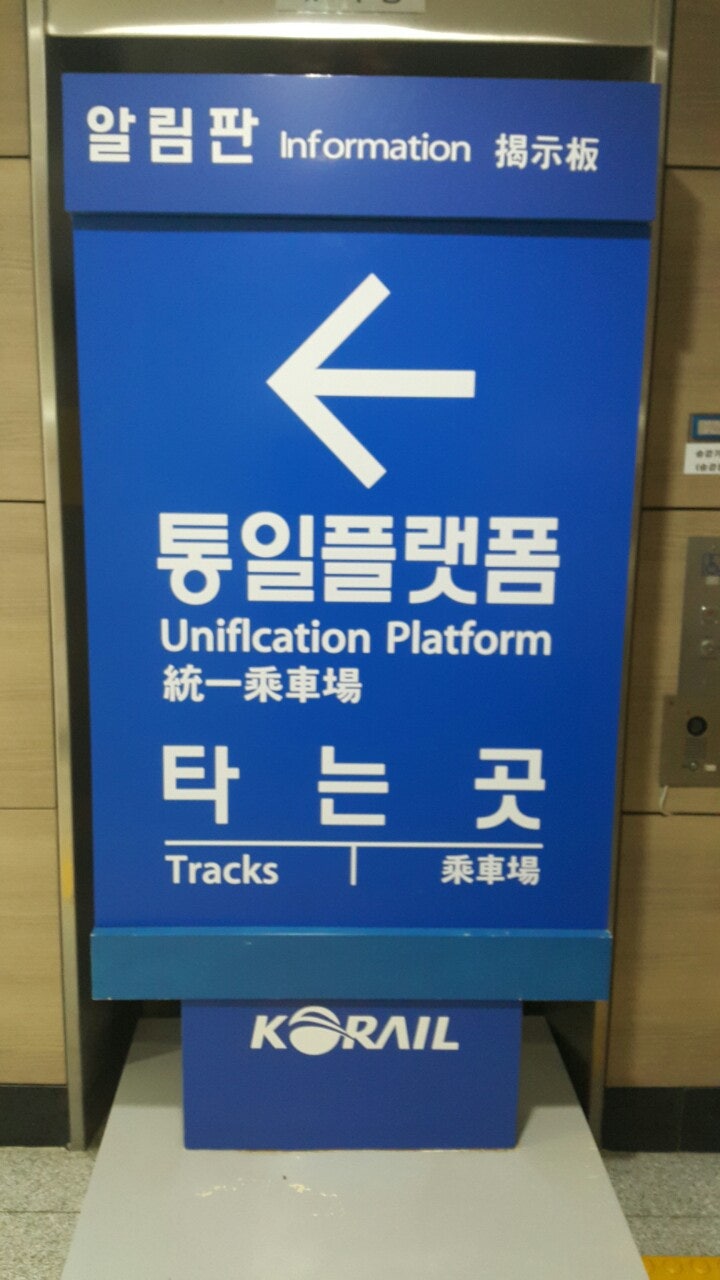 알림판 Information 揭示板
통일플랫폼
Unification Platform
統一乘車場
타는곳
Tracks 乘車場
KORAIL